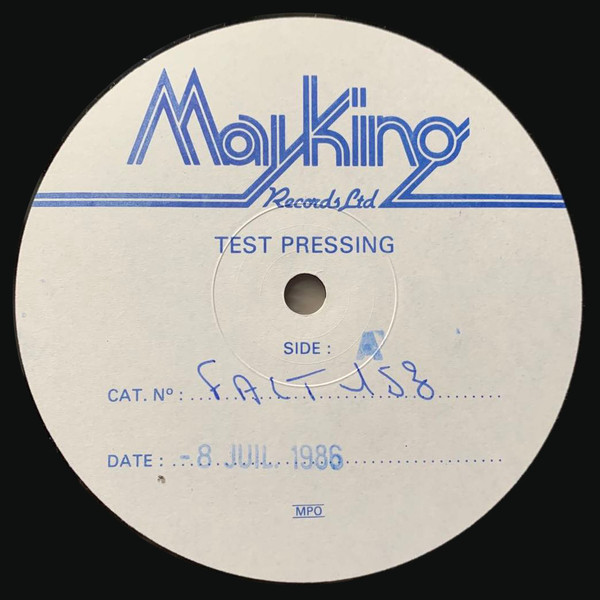 MayKing
Records Ltd
TEST PRESSING
SIDE : A
CAT. Nº : FACT 158
DATE : -8 JUIL. 1986
MPO